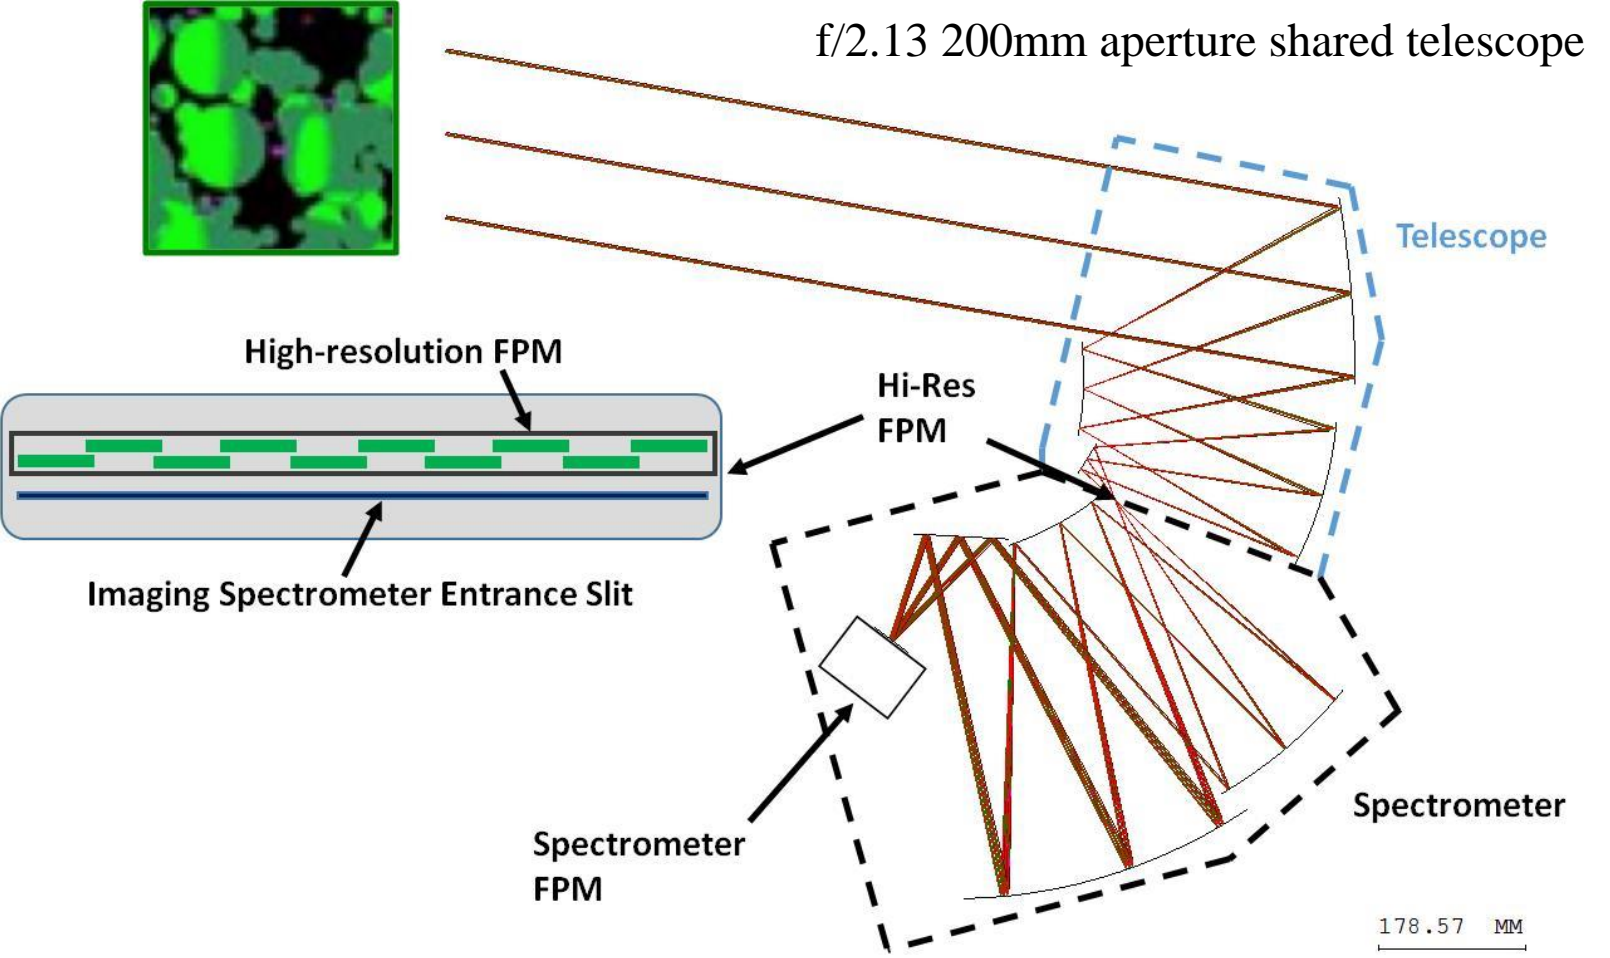 f/2.13 200mm aperture shared telescope
Telescope
High-resolution FPM
Hi-Res
FPM
Imaging Spectrometer Entrance Slit
Spectrometer
Spectrometer
FPM
178.57 MM